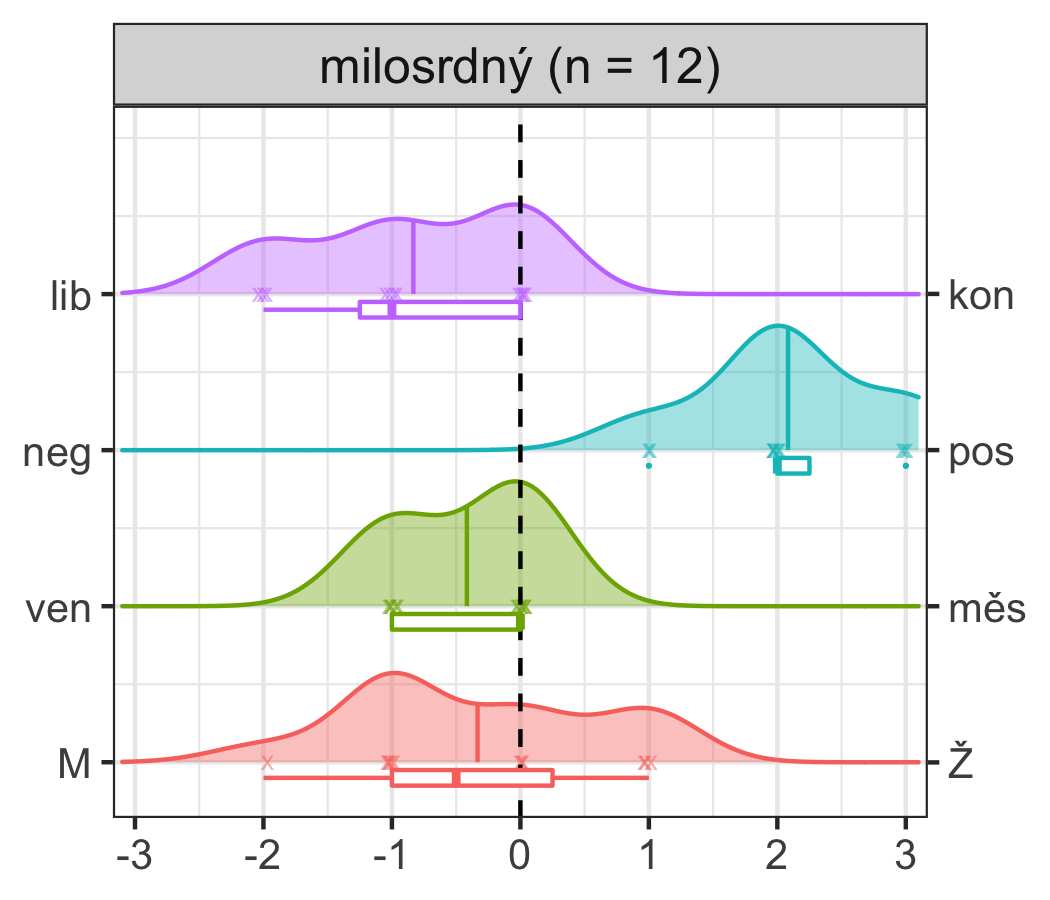 milosrdný (n = 12)
lib kon
neg pos
ven měs
M Ž
-3 -2 -1 0 1 2 3